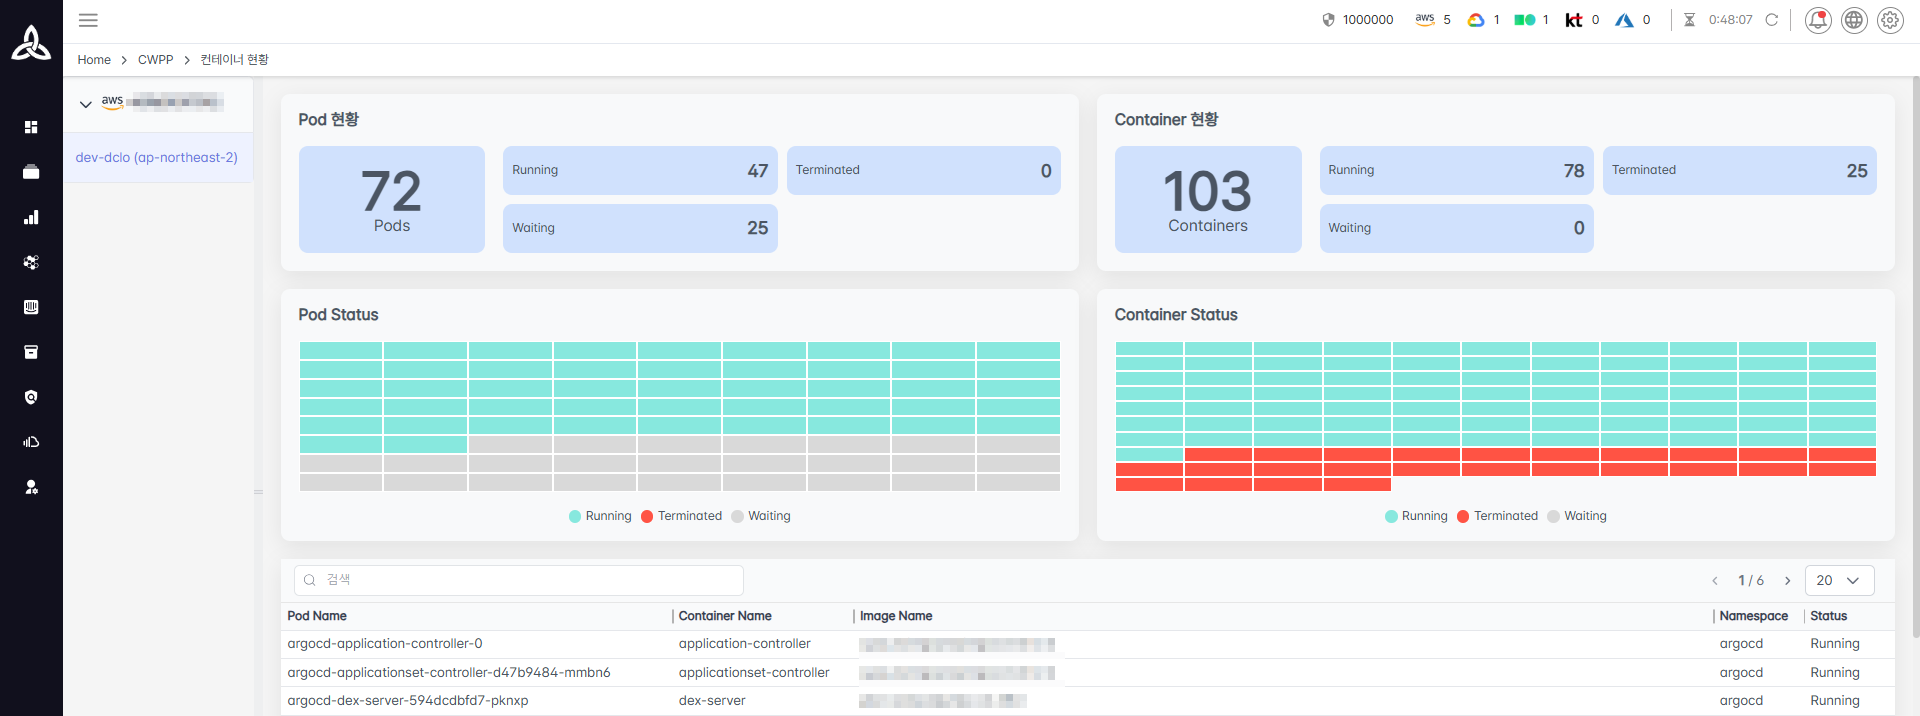 1000000 aws 5 1 1 kt 0 0 0:48:07
Home > CWPP > 컨테이너 현황
aws
dev-dclo (ap-northeast-2)
Pod 현황
72
Pods
Running 47
Terminated 0
Waiting 25
Container 현황
103
Containers
Running 78
Terminated 25
Waiting 0
Pod Status
Running Terminated Waiting
Container Status
Running Terminated Waiting
검색
1 / 6
20
Pod Name Container Name Image Name Namespace Status
argocd-application-controller-0 application-controller argocd Running
argocd-applicationset-controller-d47b9484-mmbn6 applicationset-controller argocd Running
argocd-dex-server-594dcdbfd7-pknxp dex-server argocd Running